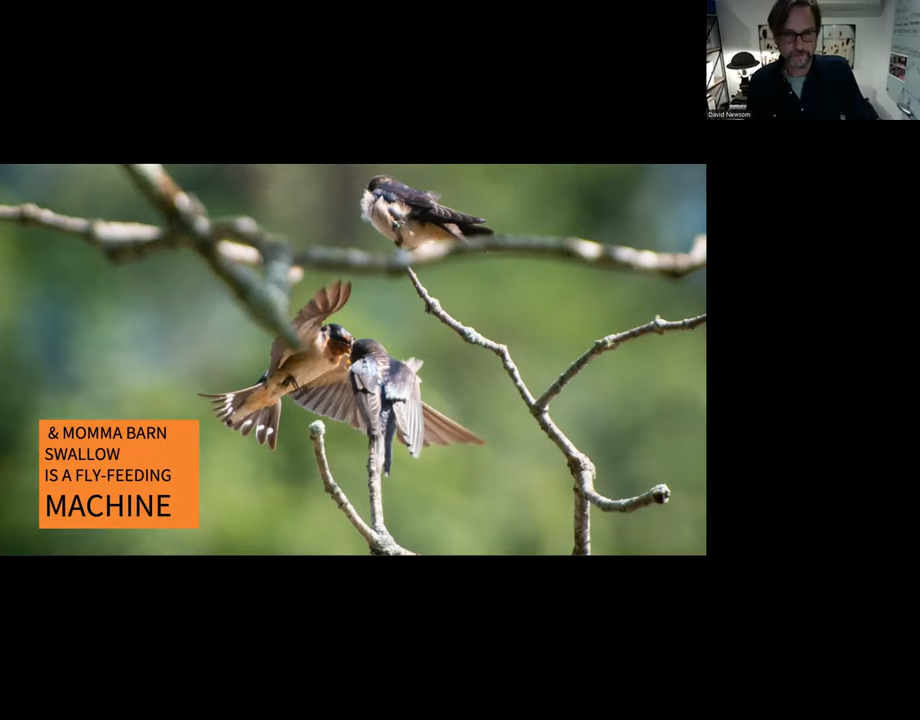 David Newsom
& MOMMA BARN
SWALLOW
IS A FLY-FEEDING
MACHINE